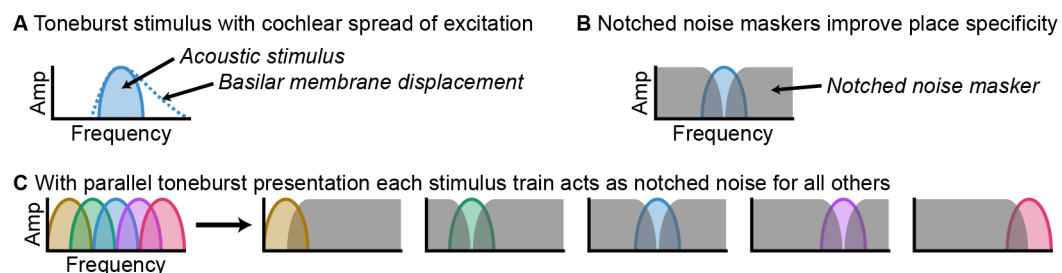 A Toneburst stimulus with cochlear spread of excitation
Acoustic stimulus
Basilar membrane displacement
Amp
Frequency
B Notched noise maskers improve place specificity
Notched noise masker
Amp
Frequency
C With parallel toneburst presentation each stimulus train acts as notched noise for all others
Amp
Frequency